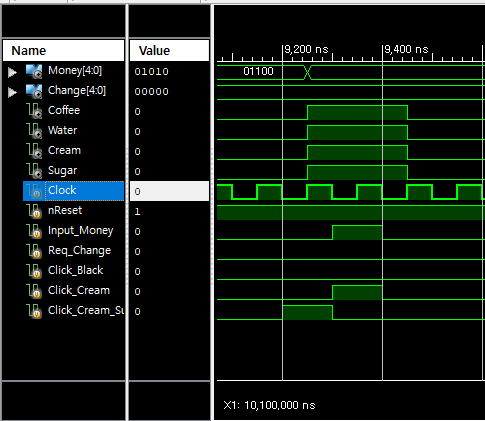 Name Value 9,200 ns 9,400 ns
Money[4:0] 01010 01100
Change[4:0] 00000
Coffee 0
Water 0
Cream 0
Sugar 0
Clock 0
nReset 1
Input_Money 0
Req_Change 0
Click_Black 0
Click_Cream 0
Click_Cream_Su 0
X1: 10,100,000 ns